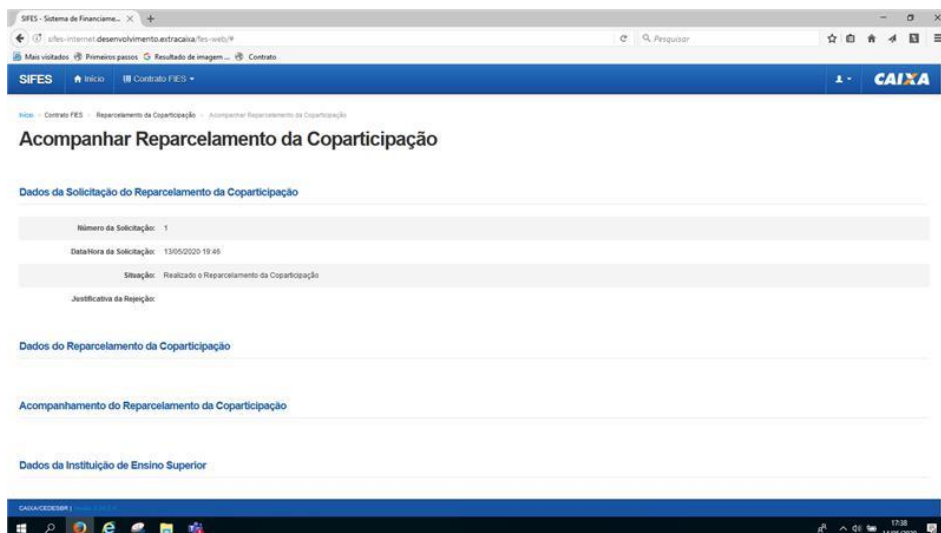 SIFES - Sistema de Financiame...
sifes-internet.desenvolvimento.extracaixa/fes-web/#
Pesquisar
Mais visitados Primeiros passos Resultado de imagem ... Contrato
SIFES Início Contrato FIES CAIXA
Início Contrato FIES Reparcelamento da Coparticipação Acompanhar Reparcelamento da Coparticipação
Acompanhar Reparcelamento da Coparticipação
Dados da Solicitação do Reparcelamento da Coparticipação
Número da Solicitação: 1
Data/Hora da Solicitação: 13/05/2020 19:46
Situação: Realizado o Reparcelamento da Coparticipação
Justificativa da Rejeição:
Dados do Reparcelamento da Coparticipação
Acompanhamento do Reparcelamento da Coparticipação
Dados da Instituição de Ensino Superior
CAIXA/CEDESBR |
17:38
14/05/2020